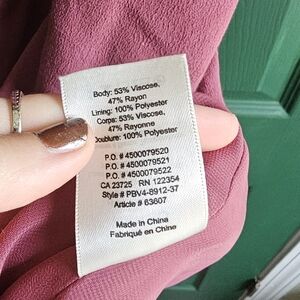 Body: 53% Viscose,
47% Rayon
Lining: 100% Polyester
Corps: 53% Viscose,
47% Rayonne
Doublure: 100% Polyester
P.O. # 4500079520
P.O. # 4500079521
P.O. # 4500079522
CA 23725 RN 122354
Style # PBV4-8912-37
Article # 63607
Made in China
Fabriqué en Chine